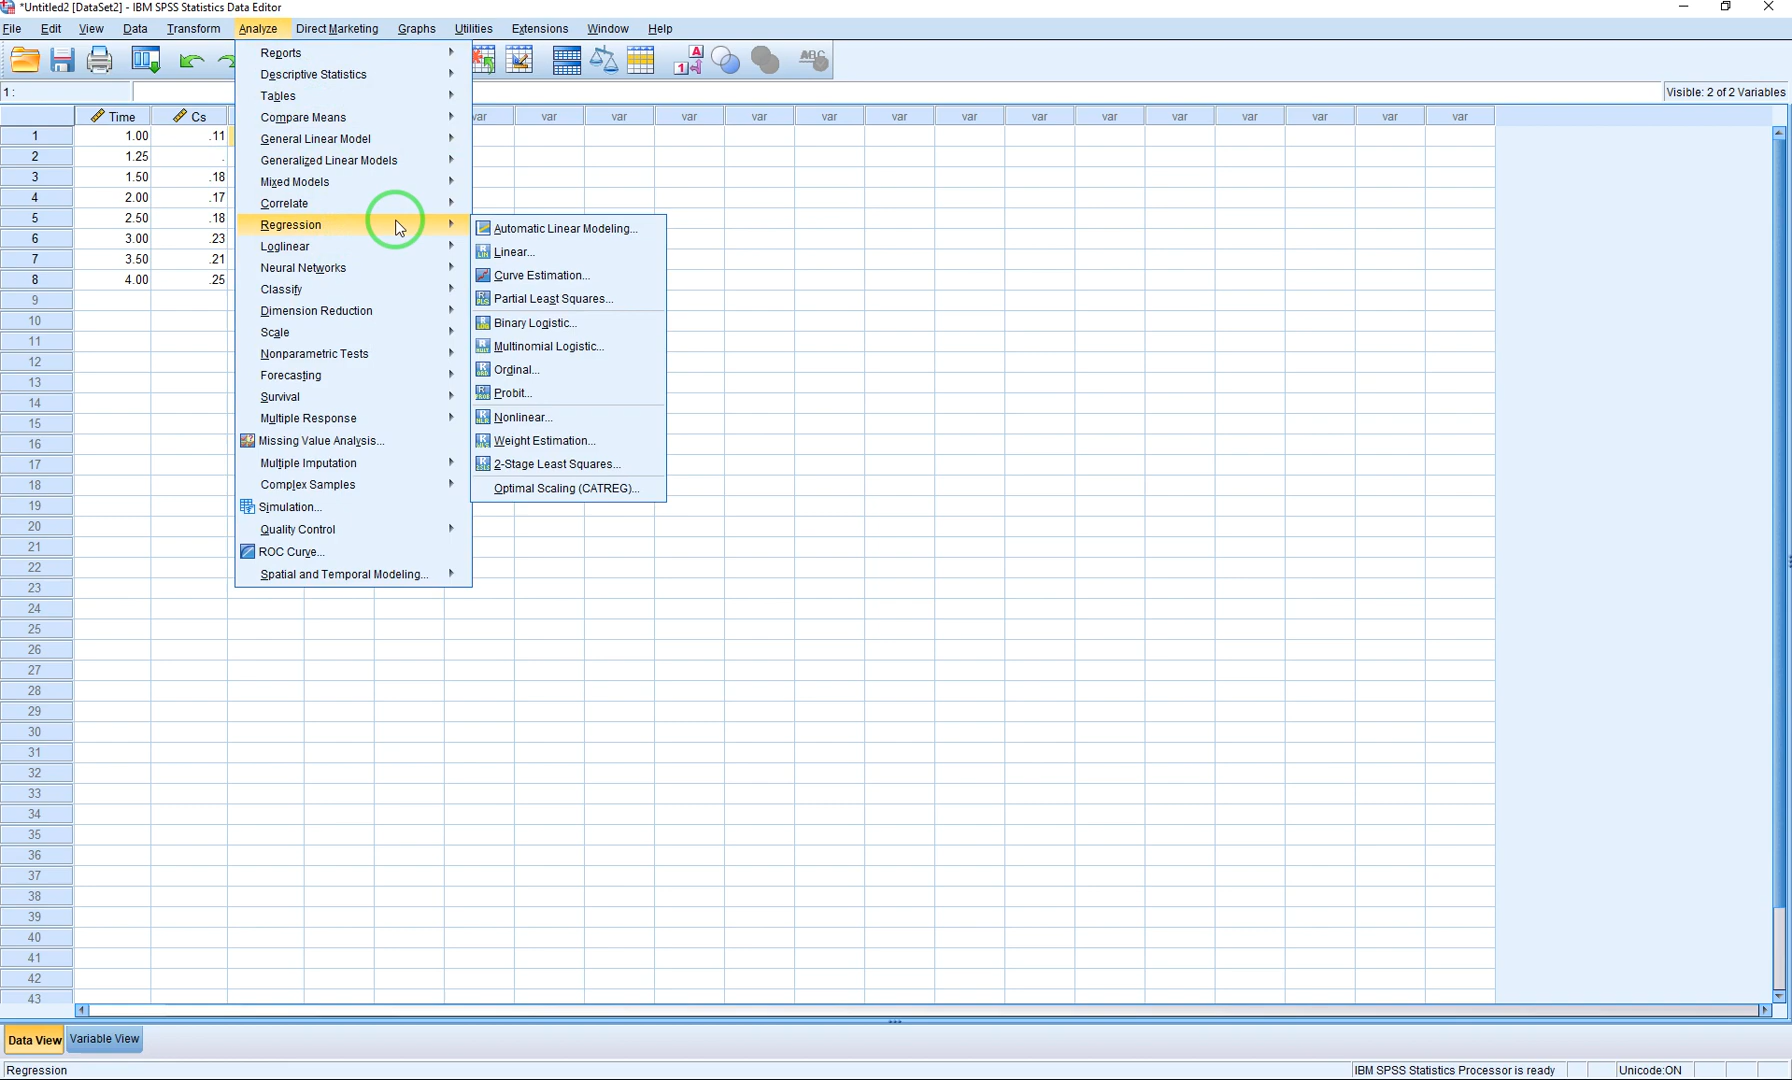 *Untitled2 [DataSet2] - IBM SPSS Statistics Data Editor
File Edit View Data Transform Analyze Direct Marketing Graphs Utilities Extensions Window Help
1 : Visible: 2 of 2 Variables
Time Cs var var var var var var var var var var var var var var var
1 1.00 .11
2 1.25 .
3 1.50 .18
4 2.00 .17
5 2.50 .18
6 3.00 .23
7 3.50 .21
8 4.00 .25
9
10
11
12
13
14
15
16
17
18
19
20
21
22
23
24
25
26
27
28
29
30
31
32
33
34
35
36
37
38
39
40
41
42
43
Reports
Descriptive Statistics
Tables
Compare Means
General Linear Model
Generalized Linear Models
Mixed Models
Correlate
Regression
Loglinear
Neural Networks
Classify
Dimension Reduction
Scale
Nonparametric Tests
Forecasting
Survival
Multiple Response
Missing Value Analysis...
Multiple Imputation
Complex Samples
Simulation...
Quality Control
ROC Curve...
Spatial and Temporal Modeling...
Automatic Linear Modeling...
Linear...
Curve Estimation...
Partial Least Squares...
Binary Logistic...
Multinomial Logistic...
Ordinal...
Probit...
Nonlinear...
Weight Estimation...
2-Stage Least Squares...
Optimal Scaling (CATREG)...
Data View Variable View
Regression IBM SPSS Statistics Processor is ready Unicode:ON